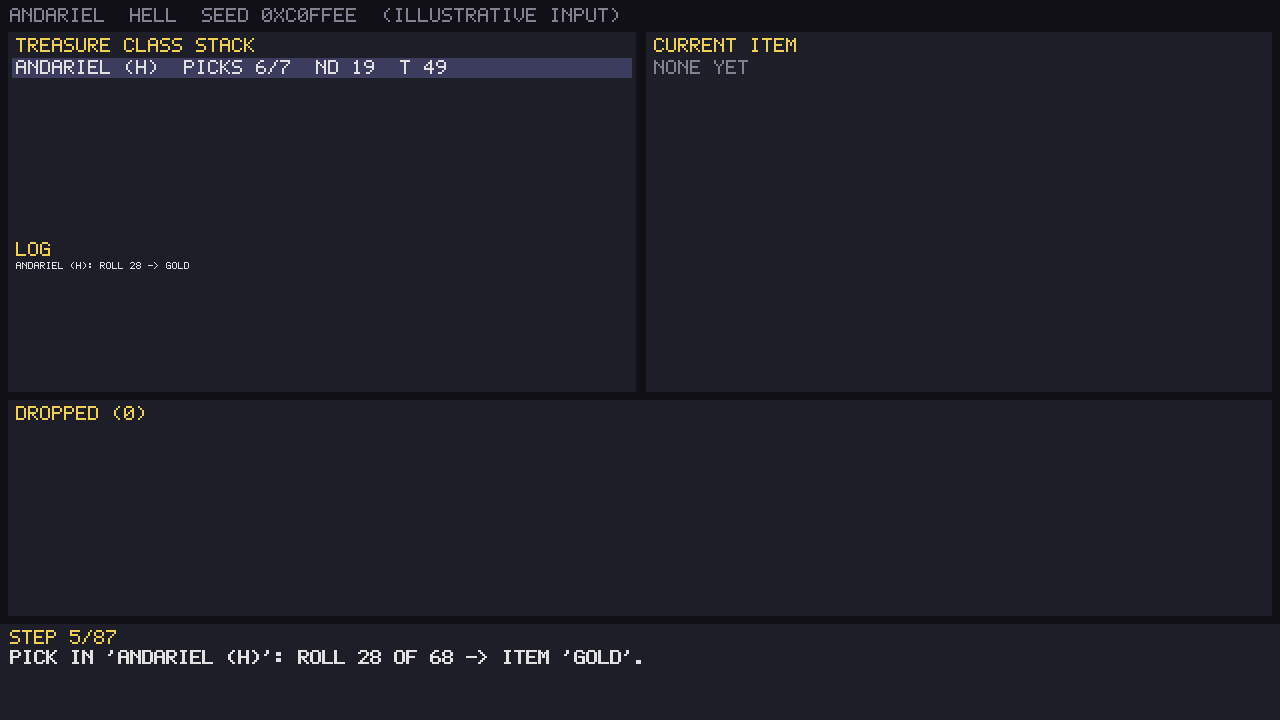 ANDARIEL  HELL  SEED 0XC0FFEE  (ILLUSTRATIVE INPUT)
TREASURE CLASS STACK
ANDARIEL (H)  PICKS 6/7  ND 19  T 49
LOG
ANDARIEL (H): ROLL 28 -> GOLD
CURRENT ITEM
NONE YET
DROPPED (0)
STEP 5/87
PICK IN 'ANDARIEL (H)': ROLL 28 OF 68 -> ITEM 'GOLD'.